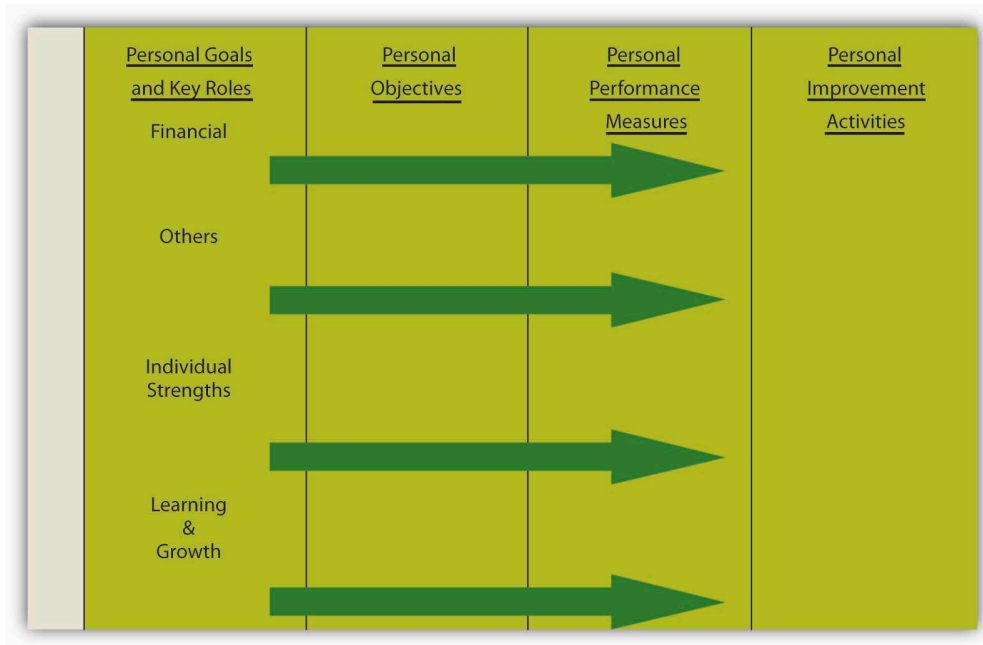 Personal Goals
and Key Roles
Financial
Others
Individual
Strengths
Learning
&
Growth
Personal
Objectives
Personal
Performance
Measures
Personal
Improvement
Activities